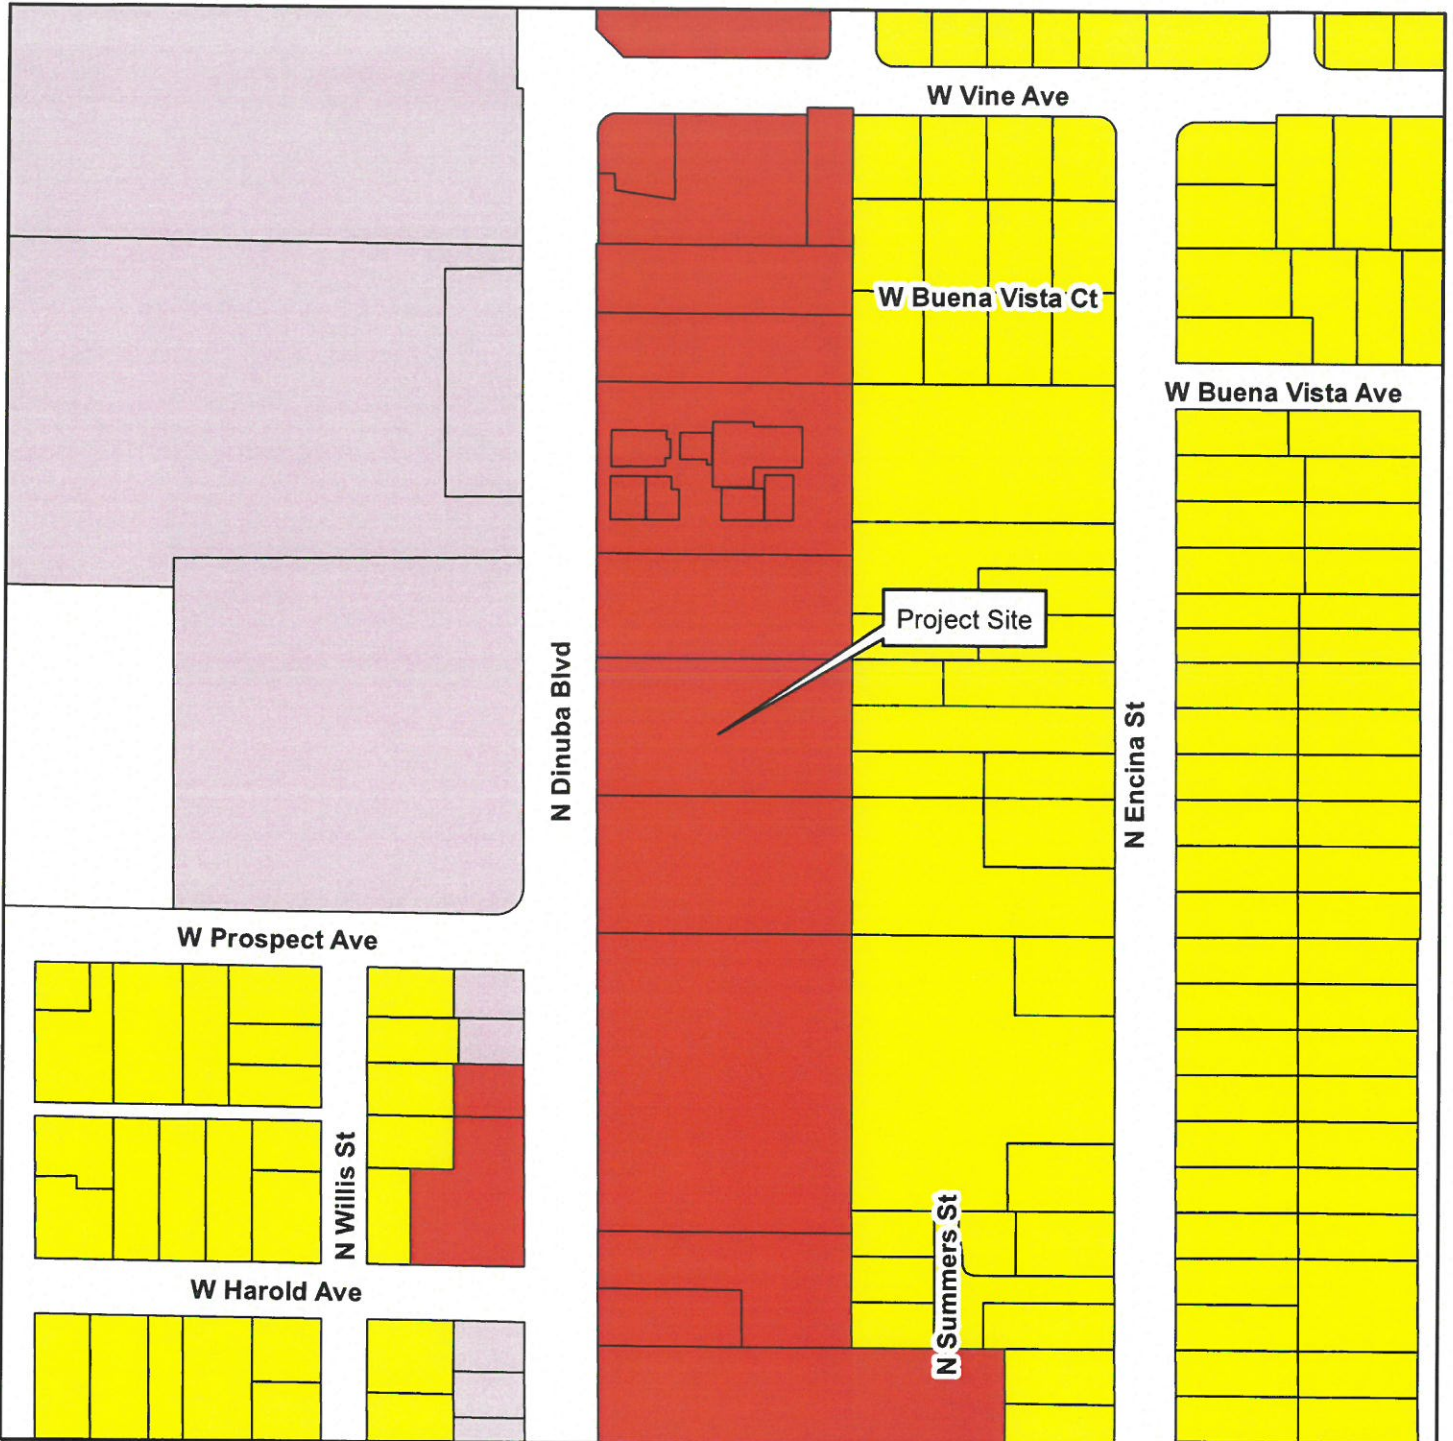 W Vine Ave
W Buena Vista Ct
W Buena Vista Ave
Project Site
N Dinuba Blvd
N Encina St
W Prospect Ave
N Willis St
N Summers St
W Harold Ave